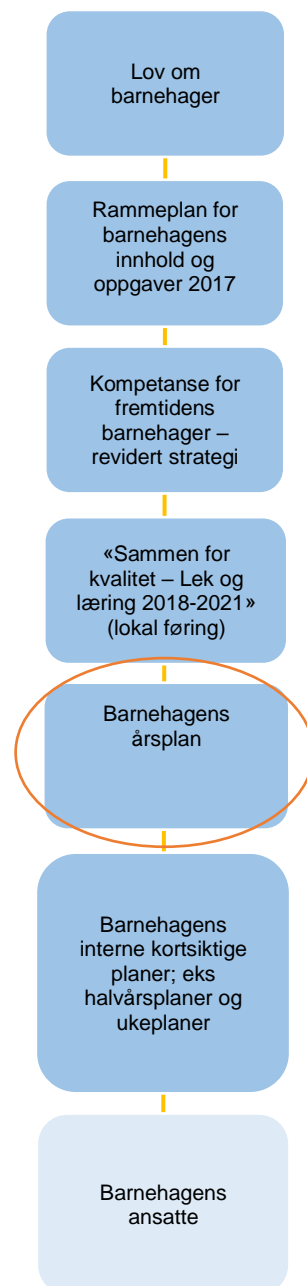 Lov om
barnehager
Rammeplan for
barnehagens
innhold og
oppgaver 2017
Kompetanse for
fremtidens
barnehager –
revidert strategi
«Sammen for
kvalitet – Lek og
læring 2018-2021»
(lokal føring)
Barnehagens
årsplan
Barnehagens
interne kortsiktige
planer; eks
halvårsplaner og
ukeplaner
Barnehagens
ansatte